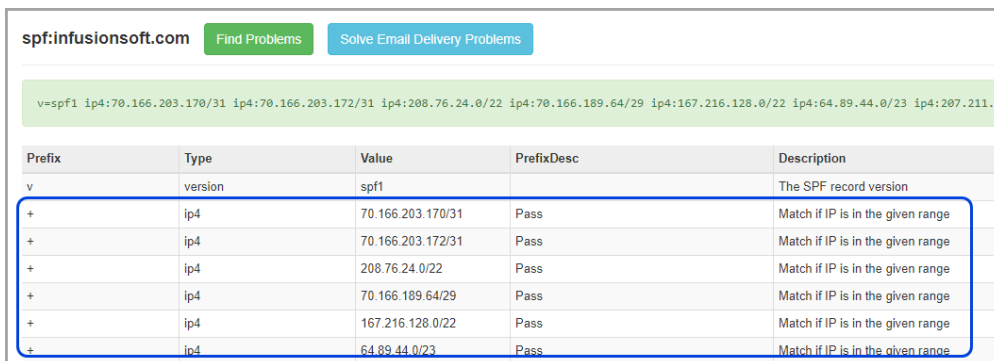 spf:infusionsoft.com Find Problems Solve Email Delivery Problems
v=spf1 ip4:70.166.203.170/31 ip4:70.166.203.172/31 ip4:208.76.24.0/22 ip4:70.166.189.64/29 ip4:167.216.128.0/22 ip4:64.89.44.0/23 ip4:207.211.
Prefix Type Value PrefixDesc Description
v version spf1 The SPF record version
+ ip4 70.166.203.170/31 Pass Match if IP is in the given range
+ ip4 70.166.203.172/31 Pass Match if IP is in the given range
+ ip4 208.76.24.0/22 Pass Match if IP is in the given range
+ ip4 70.166.189.64/29 Pass Match if IP is in the given range
+ ip4 167.216.128.0/22 Pass Match if IP is in the given range
+ ip4 64.89.44.0/23 Pass Match if IP is in the given range